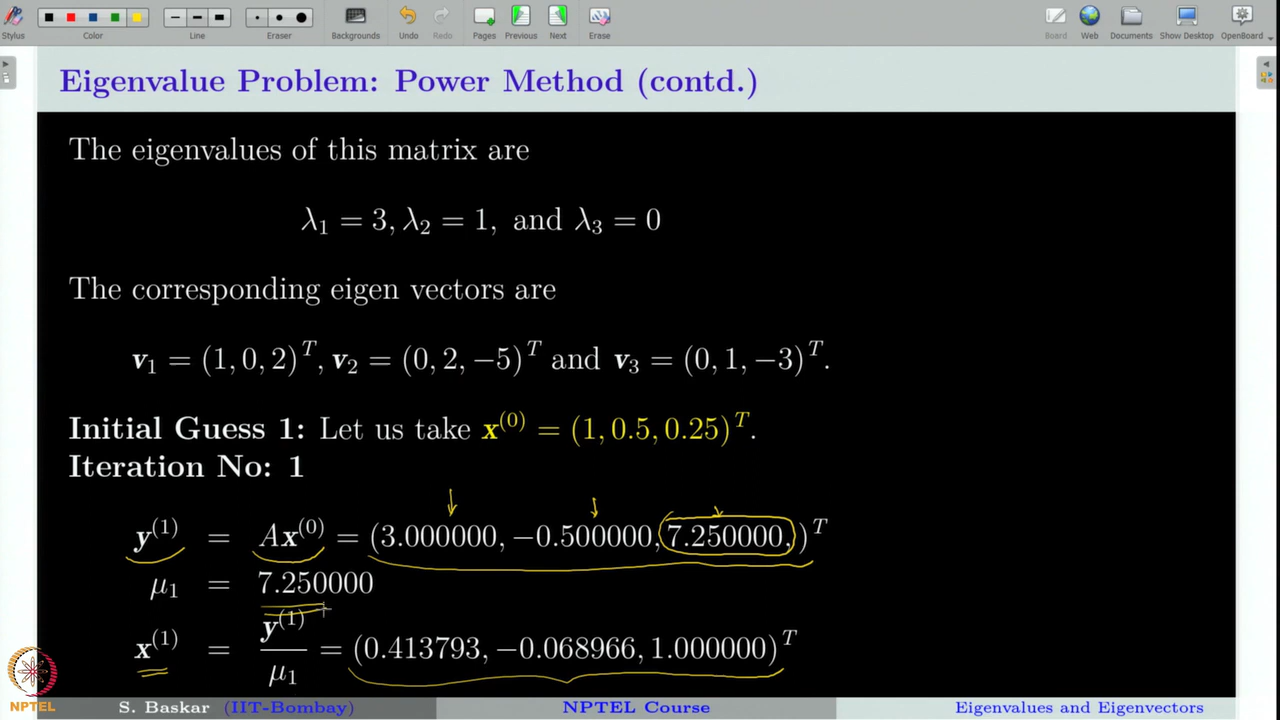 Stylus Color Line Eraser Backgrounds Undo Redo Pages Previous Next Erase Board Web Documents Show Desktop OpenBoard
Eigenvalue Problem: Power Method (contd.)
The eigenvalues of this matrix are
λ₁ = 3, λ₂ = 1, and λ₃ = 0
The corresponding eigen vectors are
v₁ = (1, 0, 2)ᵀ, v₂ = (0, 2, −5)ᵀ and v₃ = (0, 1, −3)ᵀ.
Initial Guess 1: Let us take x⁽⁰⁾ = (1, 0.5, 0.25)ᵀ.
Iteration No: 1
y⁽¹⁾ = Ax⁽⁰⁾ = (3.000000, −0.500000, 7.250000, )ᵀ
μ₁ = 7.250000
x⁽¹⁾ = y⁽¹⁾/μ₁ = (0.413793, −0.068966, 1.000000)ᵀ
NPTEL
S. Baskar (IIT-Bombay) NPTEL Course Eigenvalues and Eigenvectors